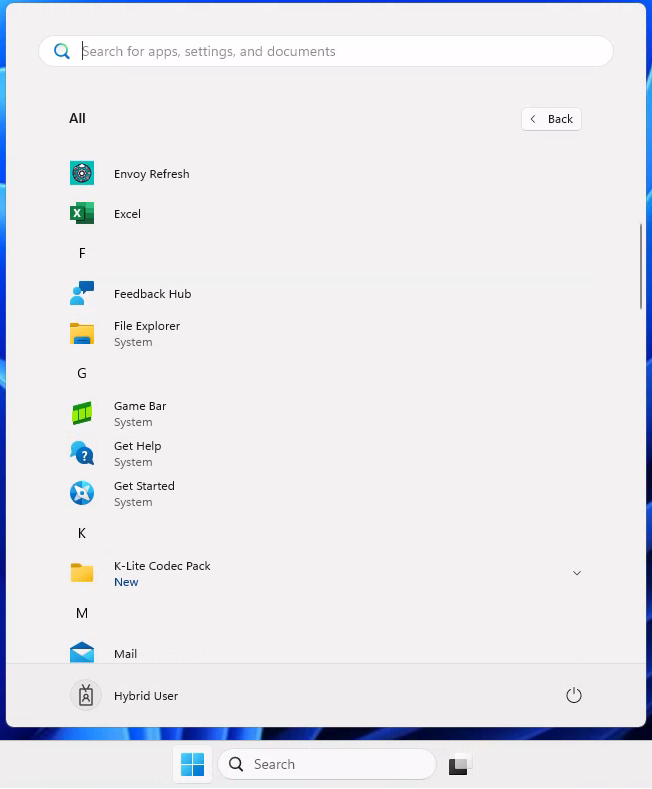 Search for apps, settings, and documents
All
Back
Envoy Refresh
Excel
F
Feedback Hub
File Explorer
System
G
Game Bar
System
Get Help
System
Get Started
System
K
K-Lite Codec Pack
New
M
Mail
Hybrid User
Search